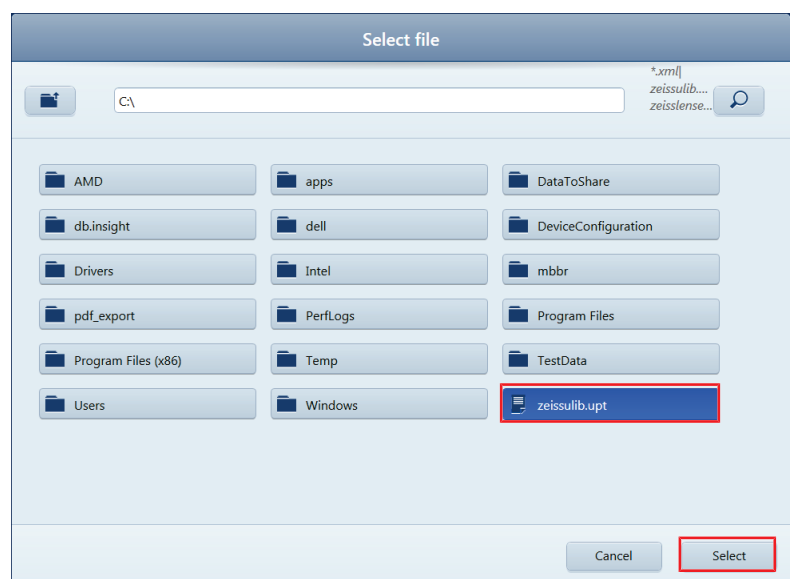 Select file
C:\
*.xml|
zeissulib....
zeisslense...
AMD
apps
DataToShare
db.insight
dell
DeviceConfiguration
Drivers
Intel
mbbr
pdf_export
PerfLogs
Program Files
Program Files (x86)
Temp
TestData
Users
Windows
zeissulib.upt
Cancel
Select